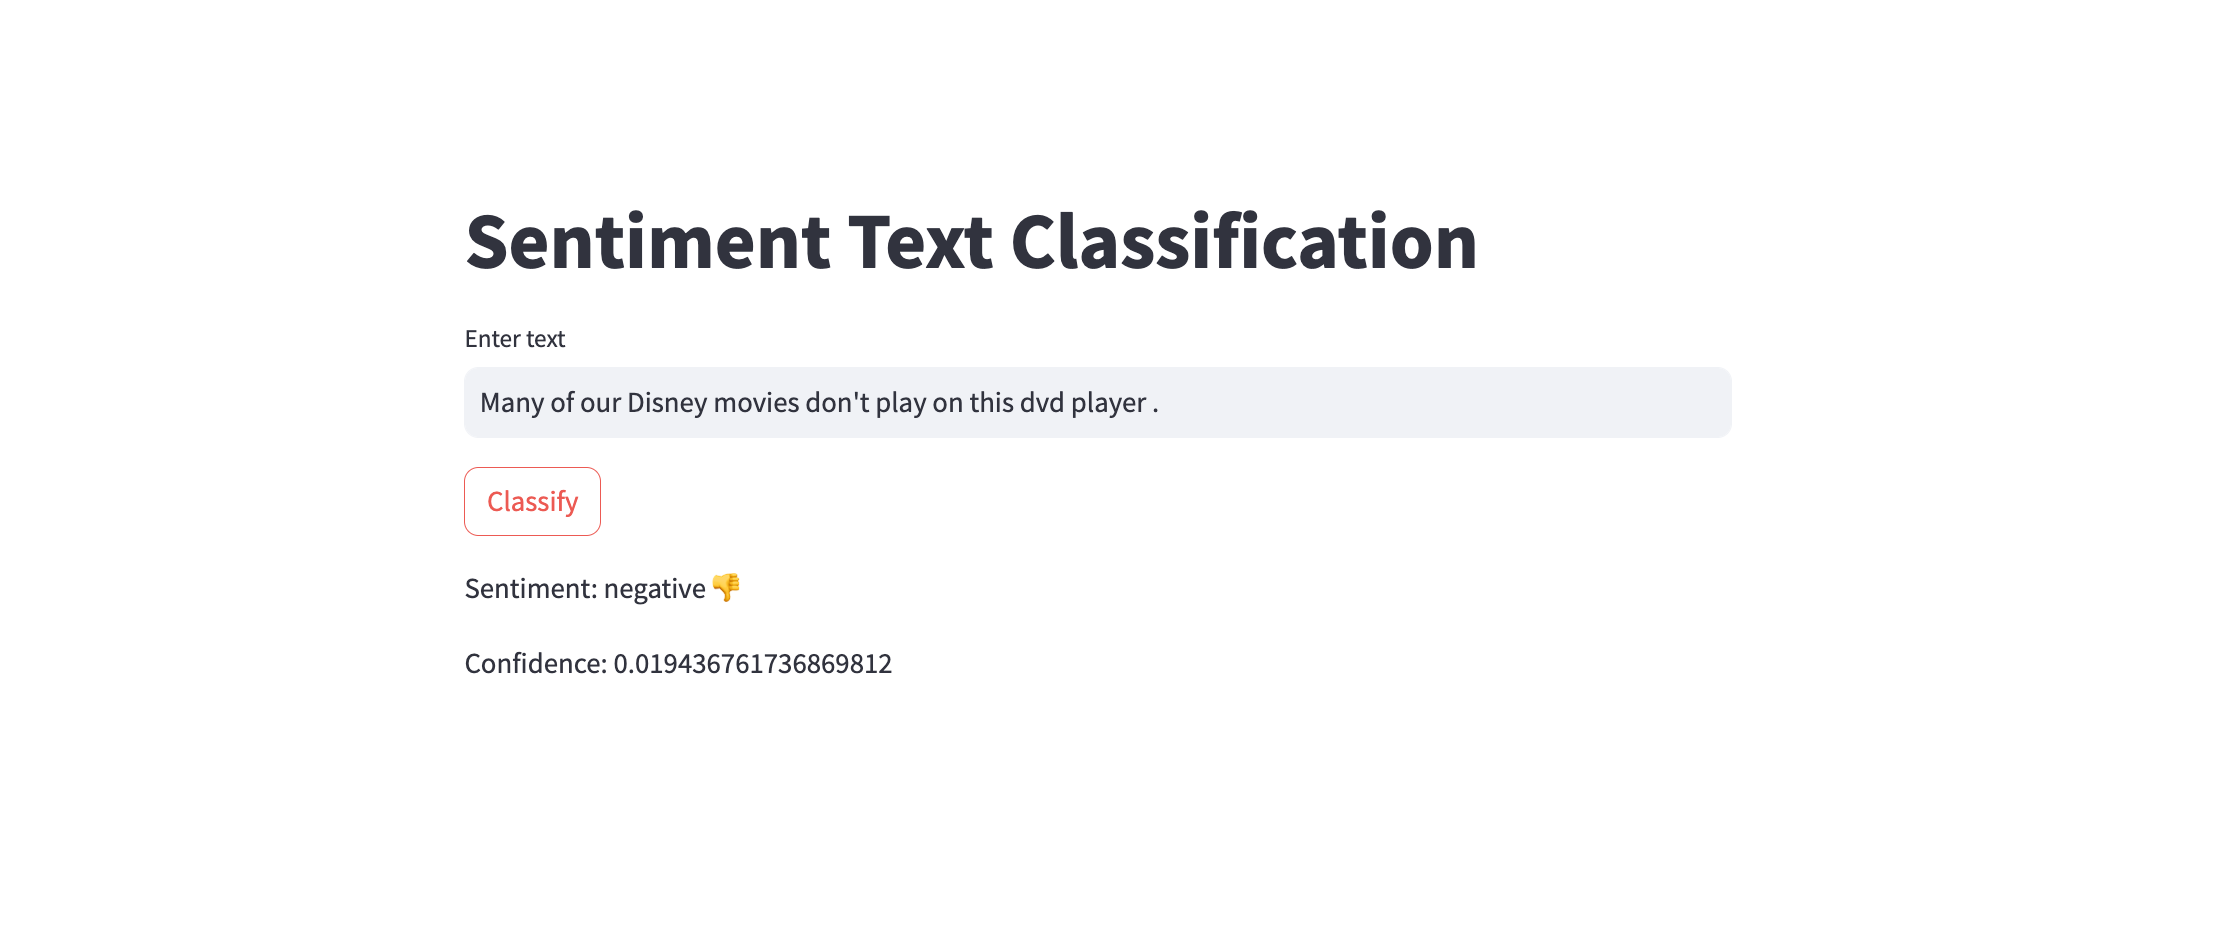 Sentiment Text Classification
Enter text
Many of our Disney movies don't play on this dvd player .
Classify
Sentiment: negative 👎
Confidence: 0.019436761736869812